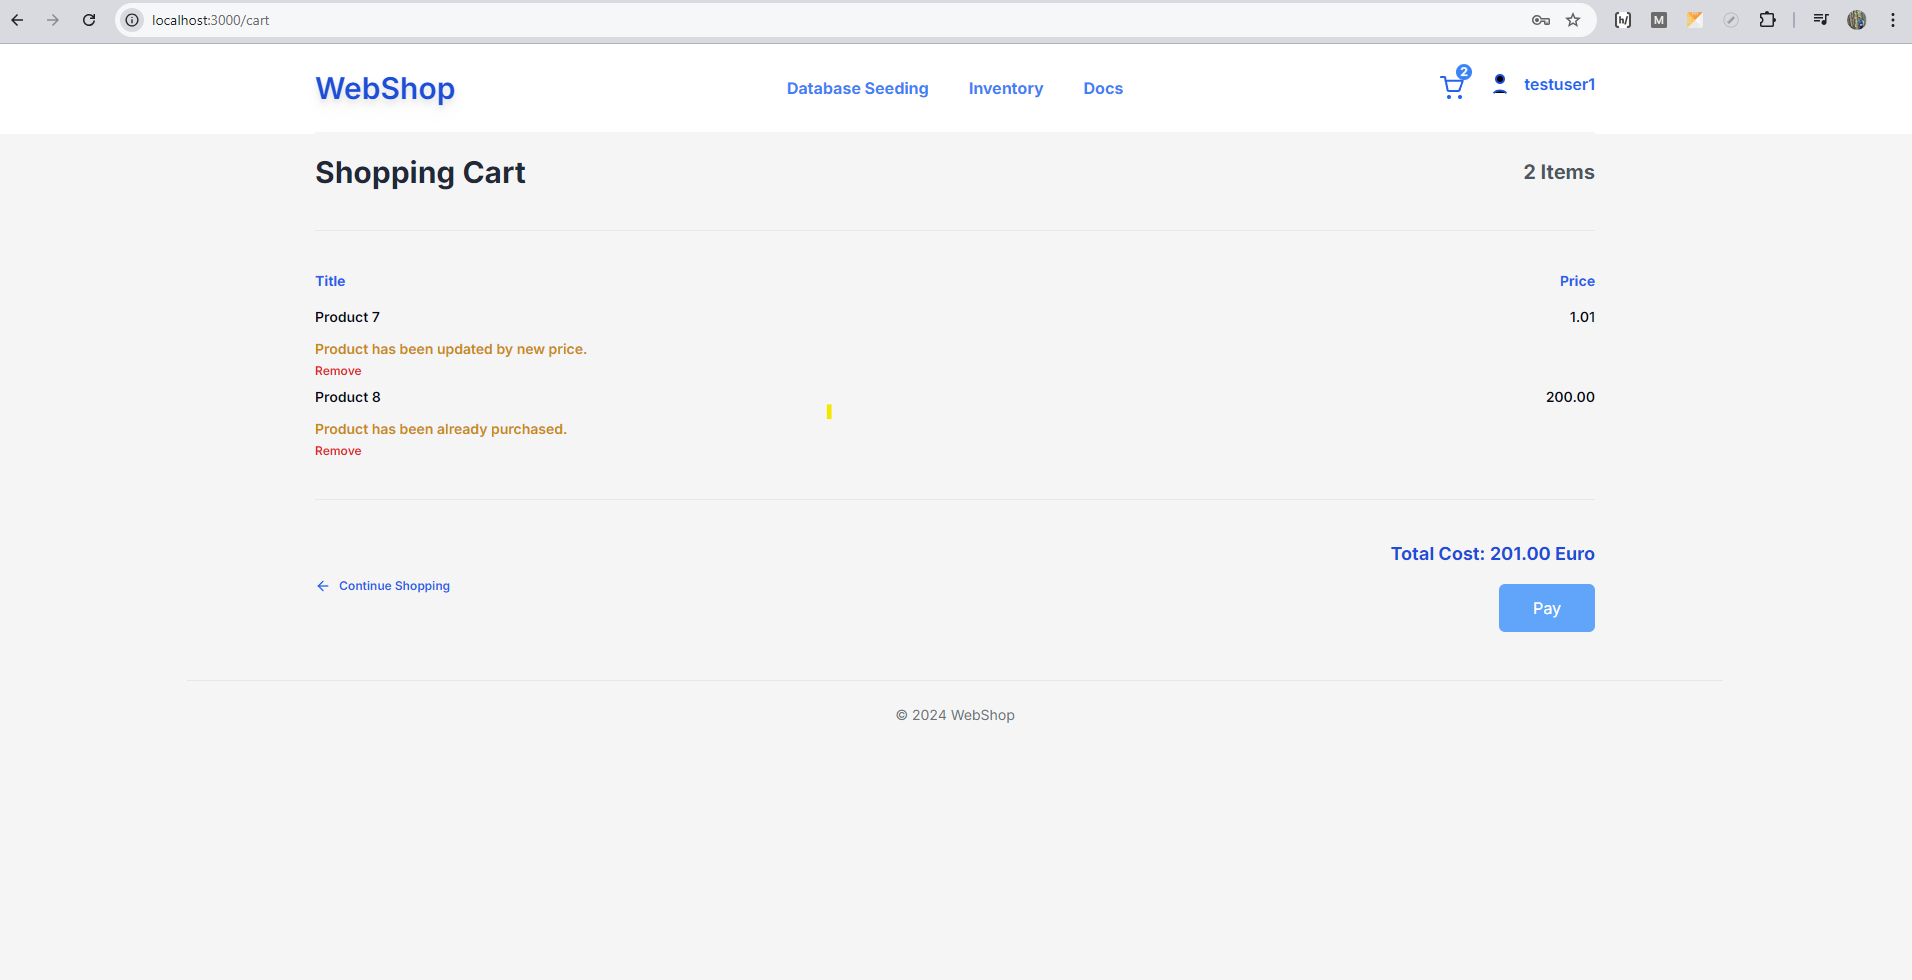 localhost:3000/cart
WebShop
Database Seeding
Inventory
Docs
2
testuser1
Shopping Cart
2 Items
Title
Price
Product 7
1.01
Product has been updated by new price.
Remove
Product 8
200.00
Product has been already purchased.
Remove
Total Cost: 201.00 Euro
Continue Shopping
Pay
© 2024 WebShop